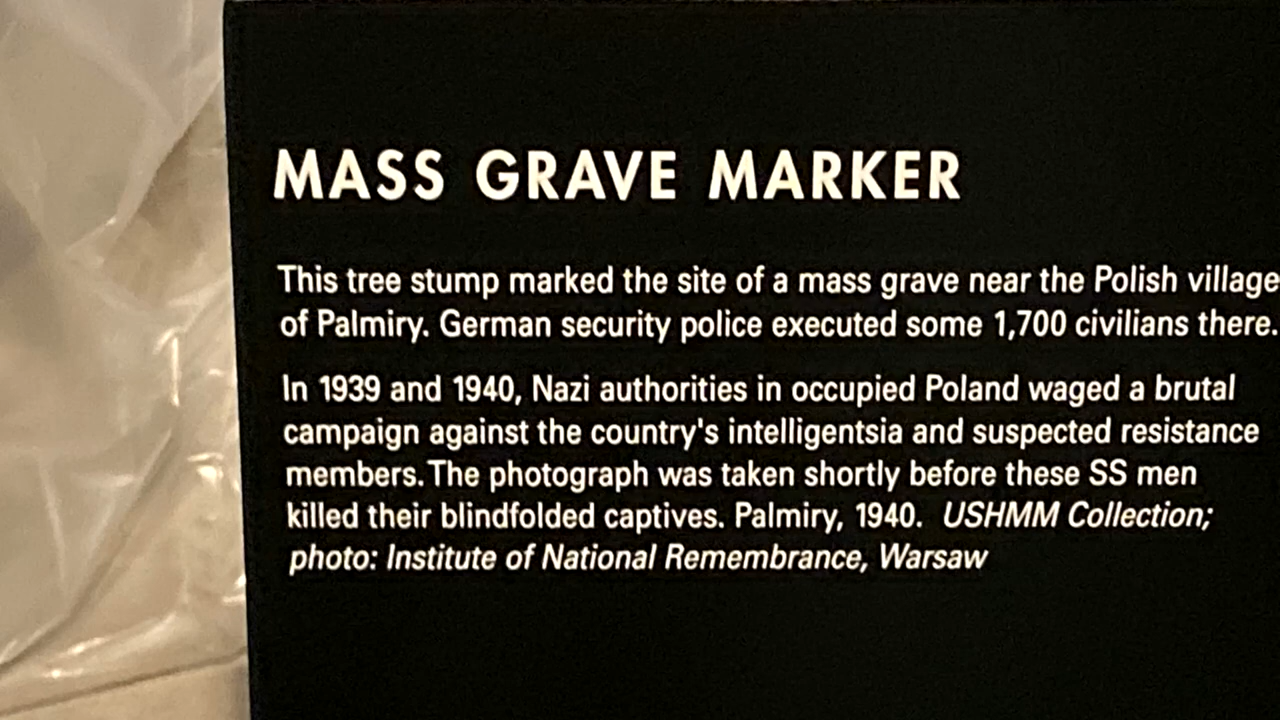 MASS GRAVE MARKER
This tree stump marked the site of a mass grave near the Polish village
of Palmiry. German security police executed some 1,700 civilians there.
In 1939 and 1940, Nazi authorities in occupied Poland waged a brutal
campaign against the country's intelligentsia and suspected resistance
members. The photograph was taken shortly before these SS men
killed their blindfolded captives. Palmiry, 1940. USHMM Collection;
photo: Institute of National Remembrance, Warsaw